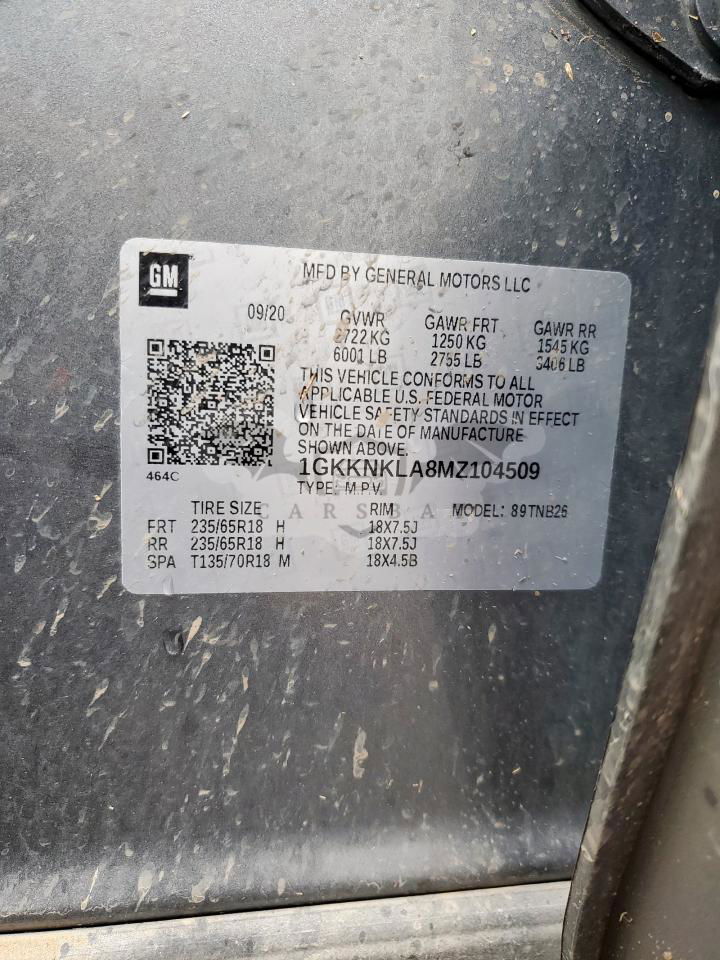 GM
MFD BY GENERAL MOTORS LLC
09/20 GVWR GAWR FRT GAWR RR
2722 KG 1250 KG 1545 KG
6001 LB 2755 LB 3406 LB
THIS VEHICLE CONFORMS TO ALL
APPLICABLE U.S. FEDERAL MOTOR
VEHICLE SAFETY STANDARDS IN EFFECT
ON THE DATE OF MANUFACTURE
SHOWN ABOVE.
464C
1GKKNKLA8MZ104509
TYPE: M.P.V.
TIRE SIZE RIM MODEL: 89TNB26
FRT 235/65R18 H 18X7.5J
RR 235/65R18 H 18X7.5J
SPA T135/70R18 M 18X4.5B